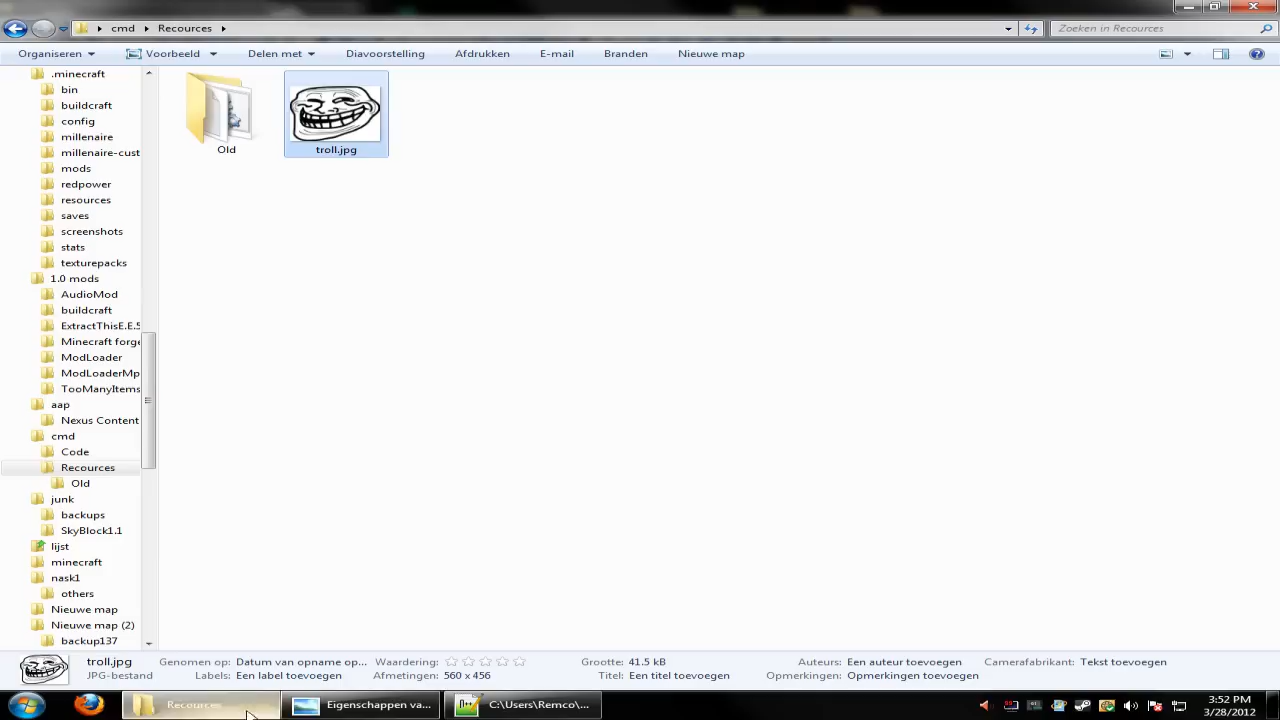 cmd Recources
Zoeken in Recources
Organiseren Voorbeeld Delen met Diavoorstelling Afdrukken E-mail Branden Nieuwe map
.minecraft
bin
buildcraft
config
millenaire
millenaire-cust
mods
redpower
resources
saves
screenshots
stats
texturepacks
1.0 mods
AudioMod
buildcraft
ExtractThisE.E.5
Minecraft forge
ModLoader
ModLoaderMp
TooManyItems
aap
Nexus Content
cmd
Code
Recources
Old
junk
backups
SkyBlock1.1
lijst
minecraft
nask1
others
Nieuwe map
Nieuwe map (2)
backup137
Old
troll.jpg
troll.jpg Genomen op: Datum van opname op... Waardering: Grootte: 41.5 kB Auteurs: Een auteur toevoegen Camerafabrikant: Tekst toevoegen
JPG-bestand Labels: Een label toevoegen Afmetingen: 560 x 456 Titel: Een titel toevoegen Opmerkingen: Opmerkingen toevoegen
Recources Eigenschappen va... C:\Users\Remco\...
3:52 PM
3/28/2012